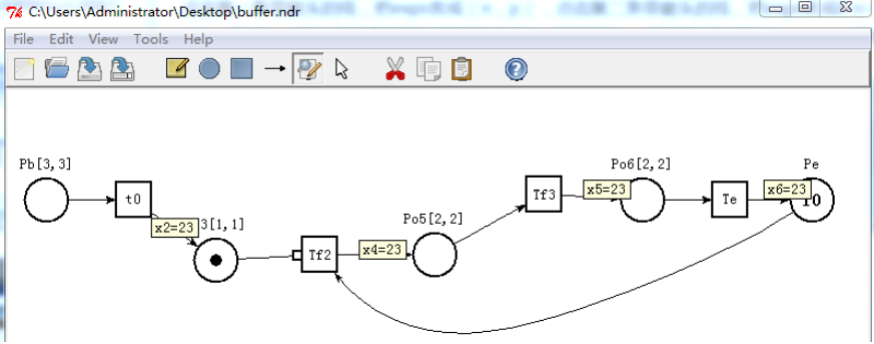 C:\Users\Administrator\Desktop\buffer.ndr
File Edit View Tools Help
Pb[3,3]
t0
x2=23
3[1,1]
Tf2
x4=23
Po5[2,2]
Tf3
x5=23
Po6[2,2]
Te
x6=23
Pe